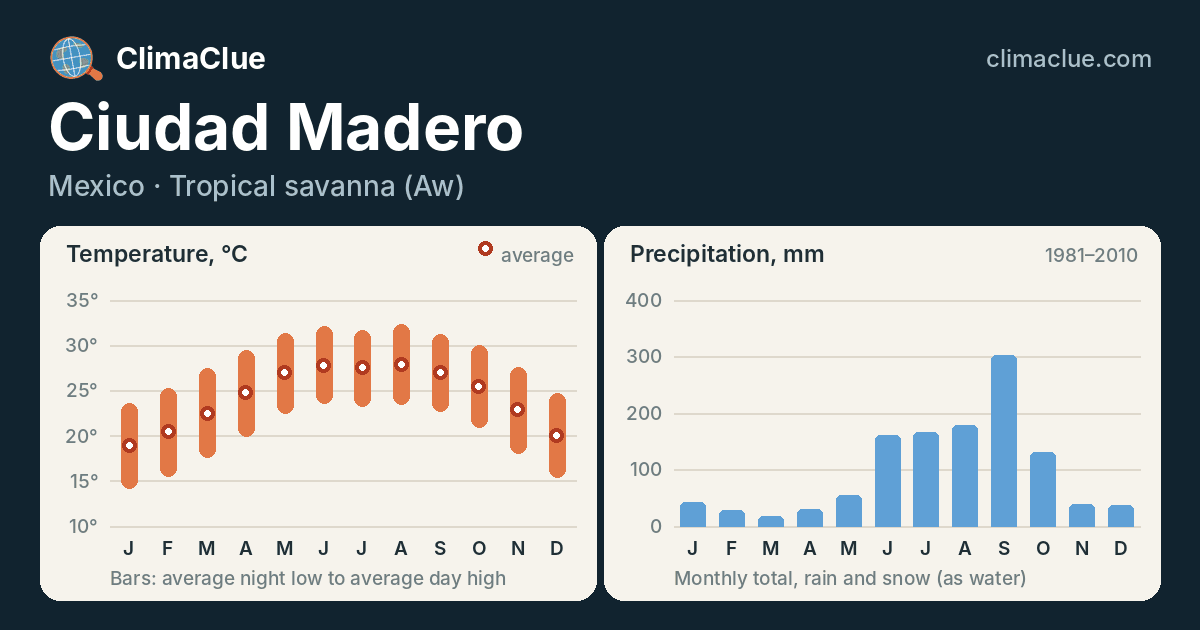 ClimaClue
climaclue.com
Ciudad Madero
Mexico · Tropical savanna (Aw)
Temperature, °C
average
35°
30°
25°
20°
15°
10°
J F M A M J J A S O N D
Bars: average night low to average day high
Precipitation, mm
1981–2010
400
300
200
100
0
J F M A M J J A S O N D
Monthly total, rain and snow (as water)